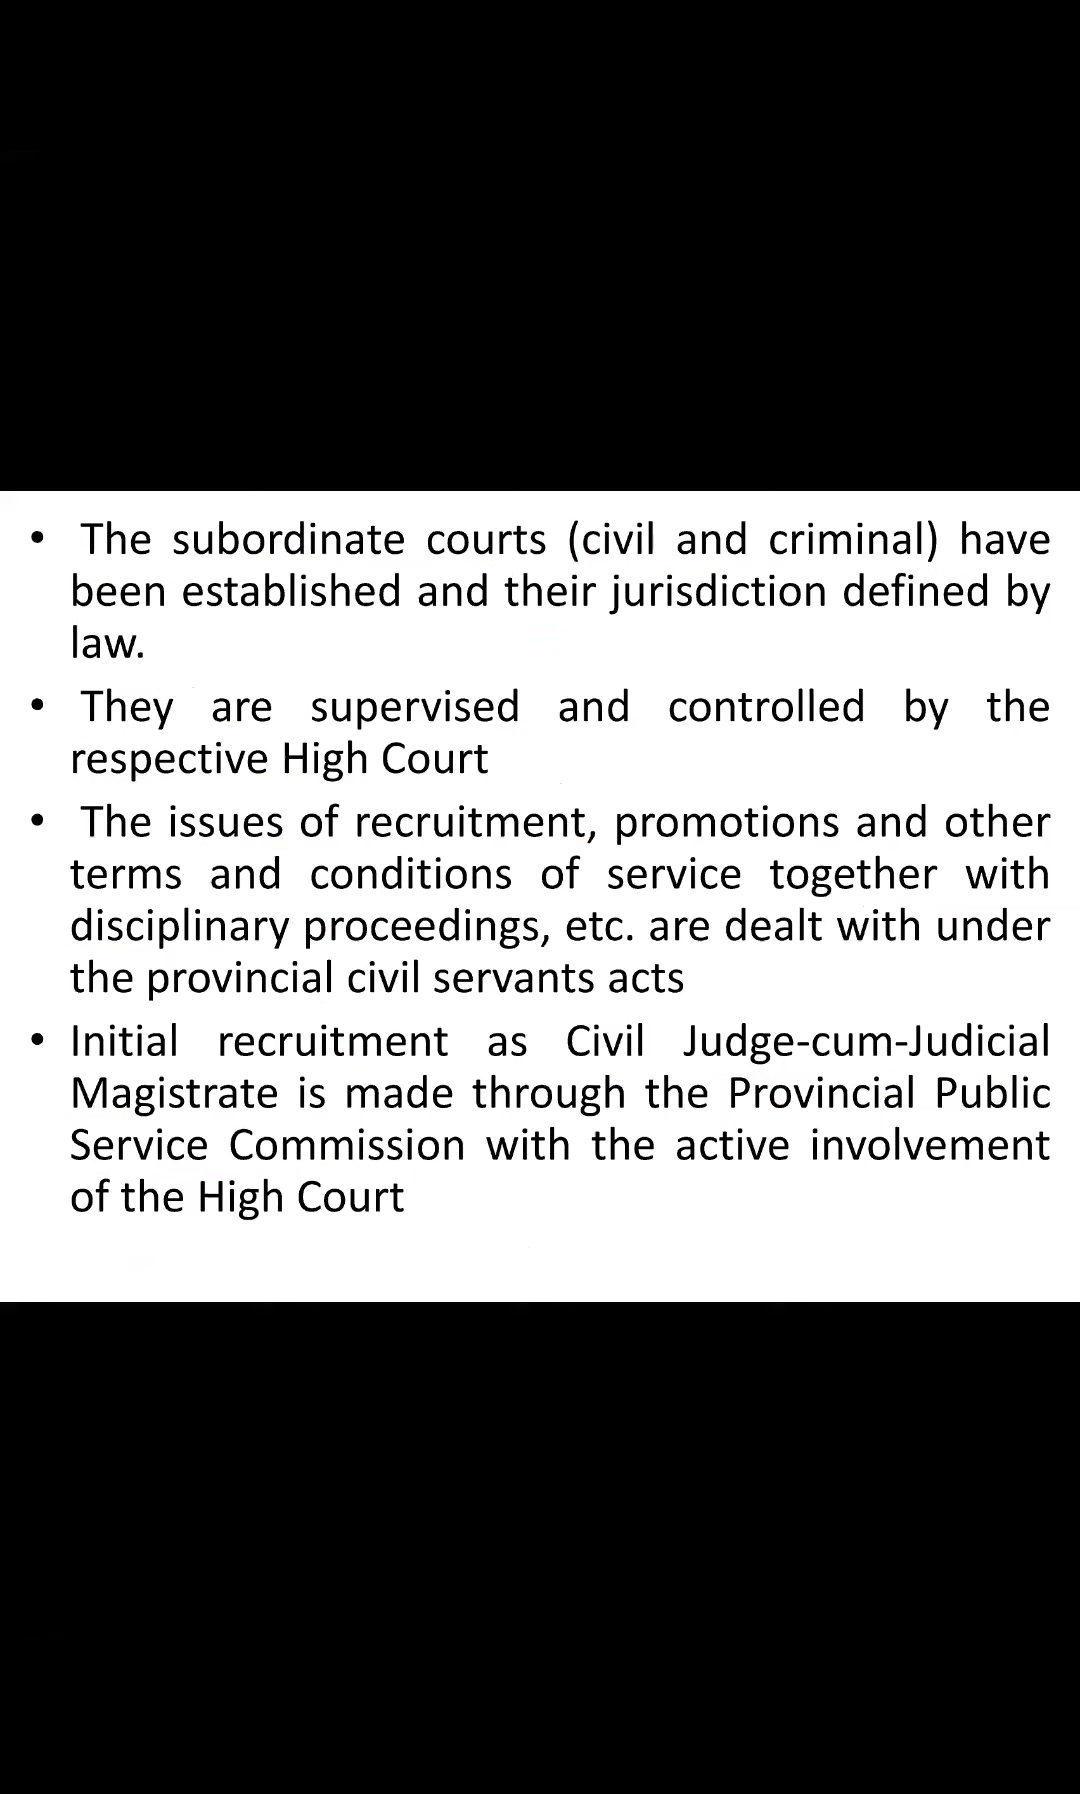 • The subordinate courts (civil and criminal) have
been established and their jurisdiction defined by
law.
• They are supervised and controlled by the
respective High Court
• The issues of recruitment, promotions and other
terms and conditions of service together with
disciplinary proceedings, etc. are dealt with under
the provincial civil servants acts
• Initial recruitment as Civil Judge-cum-Judicial
Magistrate is made through the Provincial Public
Service Commission with the active involvement
of the High Court